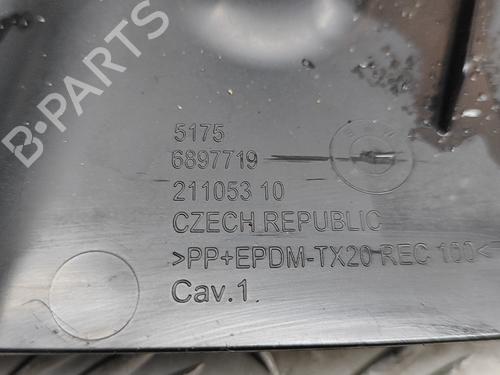 B-PARTS
5175
6897719
211053 10
CZECH REPUBLIC
>PP+EPDM-TX20 REC 100<
Cav.1